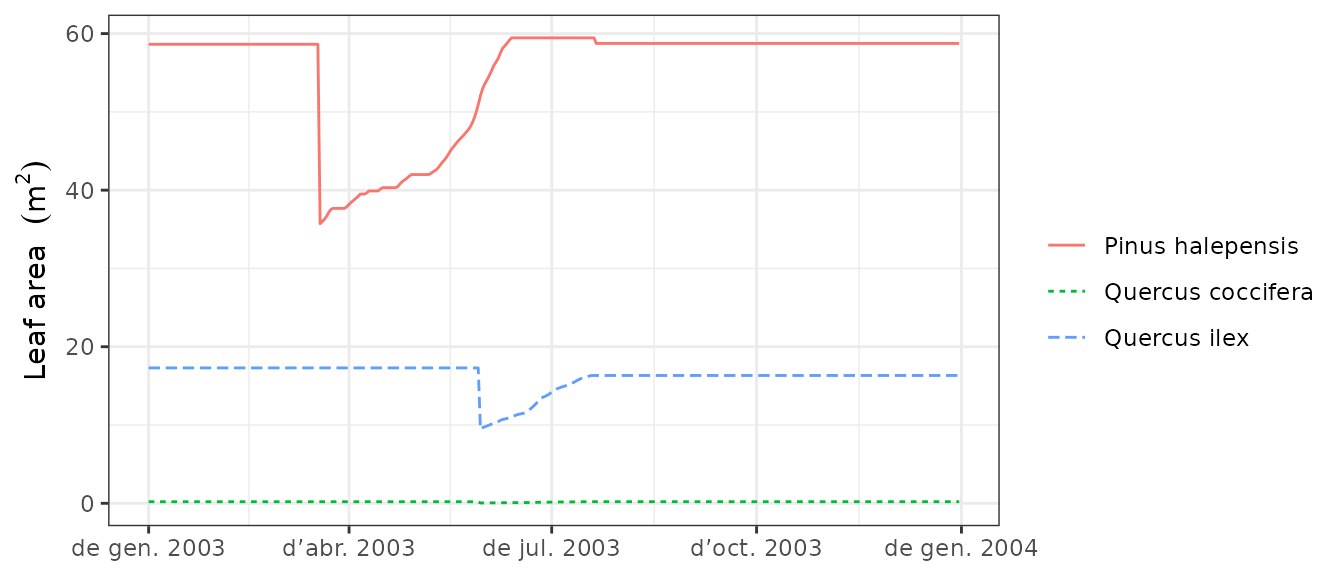 Leaf area (m²)
60
40
20
0
de gen. 2003
d’abr. 2003
de jul. 2003
d’oct. 2003
de gen. 2004
Pinus halepensis
Quercus coccifera
Quercus ilex